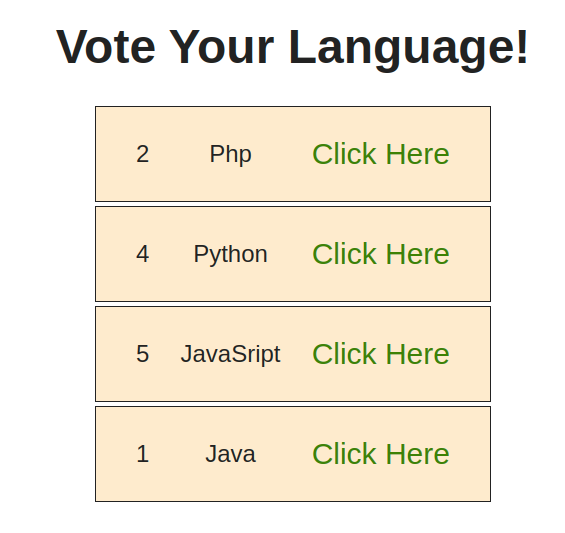 Vote Your Language!
2 Php Click Here
4 Python Click Here
5 JavaSript Click Here
1 Java Click Here